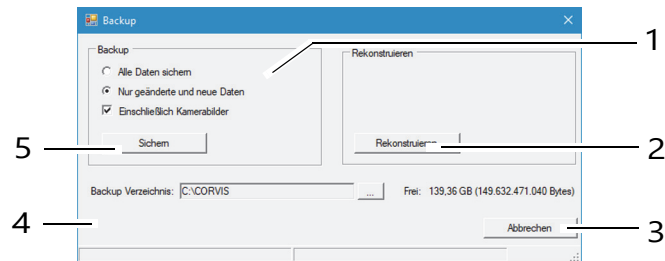 Backup
Backup
Rekonstruieren
1
Alle Daten sichern
Nur geänderte und neue Daten
Einschließlich Kamerabilder
5
Sichern
Rekonstruieren
2
Backup Verzeichnis: C:\CORVIS ... Frei: 139,36 GB (149.632.471.040 Bytes)
4
Abbrechen
3